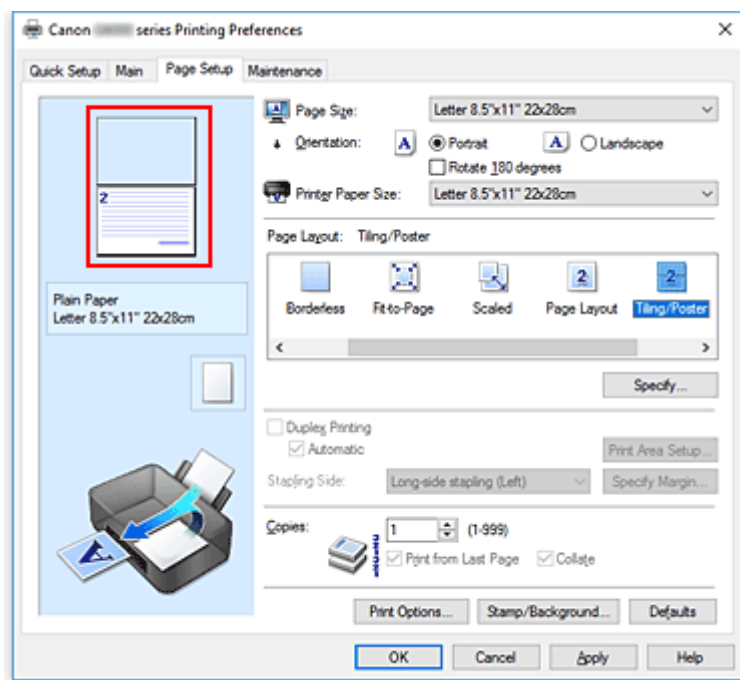 Canon series Printing Preferences
Quick Setup Main Page Setup Maintenance
2
Plain Paper
Letter 8.5"x11" 22x28cm
A
Page Size: Letter 8.5"x11" 22x28cm
Orientation: A Portrait A Landscape
Rotate 180 degrees
Printer Paper Size: Letter 8.5"x11" 22x28cm
Page Layout: Tiling/Poster
2 2
Borderless Fit-to-Page Scaled Page Layout Tiling/Poster
Specify...
Duplex Printing
Automatic Print Area Setup...
Stapling Side: Long-side stapling (Left) Specify Margin...
Copies: 1 (1-999)
Print from Last Page Collate
Print Options... Stamp/Background... Defaults
OK Cancel Apply Help